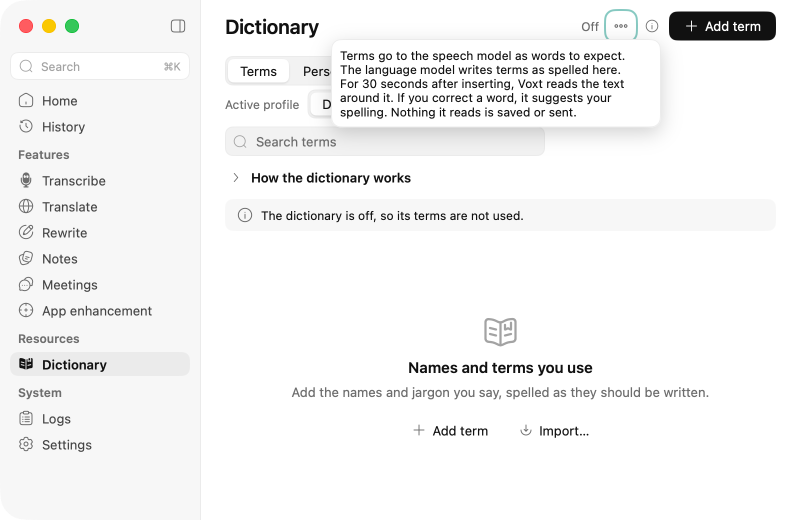 Dictionary
Off
Add term
Search
⌘K
Home
History
Features
Transcribe
Translate
Rewrite
Notes
Meetings
App enhancement
Resources
Dictionary
System
Logs
Settings
Terms
Terms go to the speech model as words to expect.
The language model writes terms as spelled here.
For 30 seconds after inserting, Voxt reads the text
around it. If you correct a word, it suggests your
spelling. Nothing it reads is saved or sent.
Active profile
Search terms
How the dictionary works
The dictionary is off, so its terms are not used.
Names and terms you use
Add the names and jargon you say, spelled as they should be written.
Add term
Import...